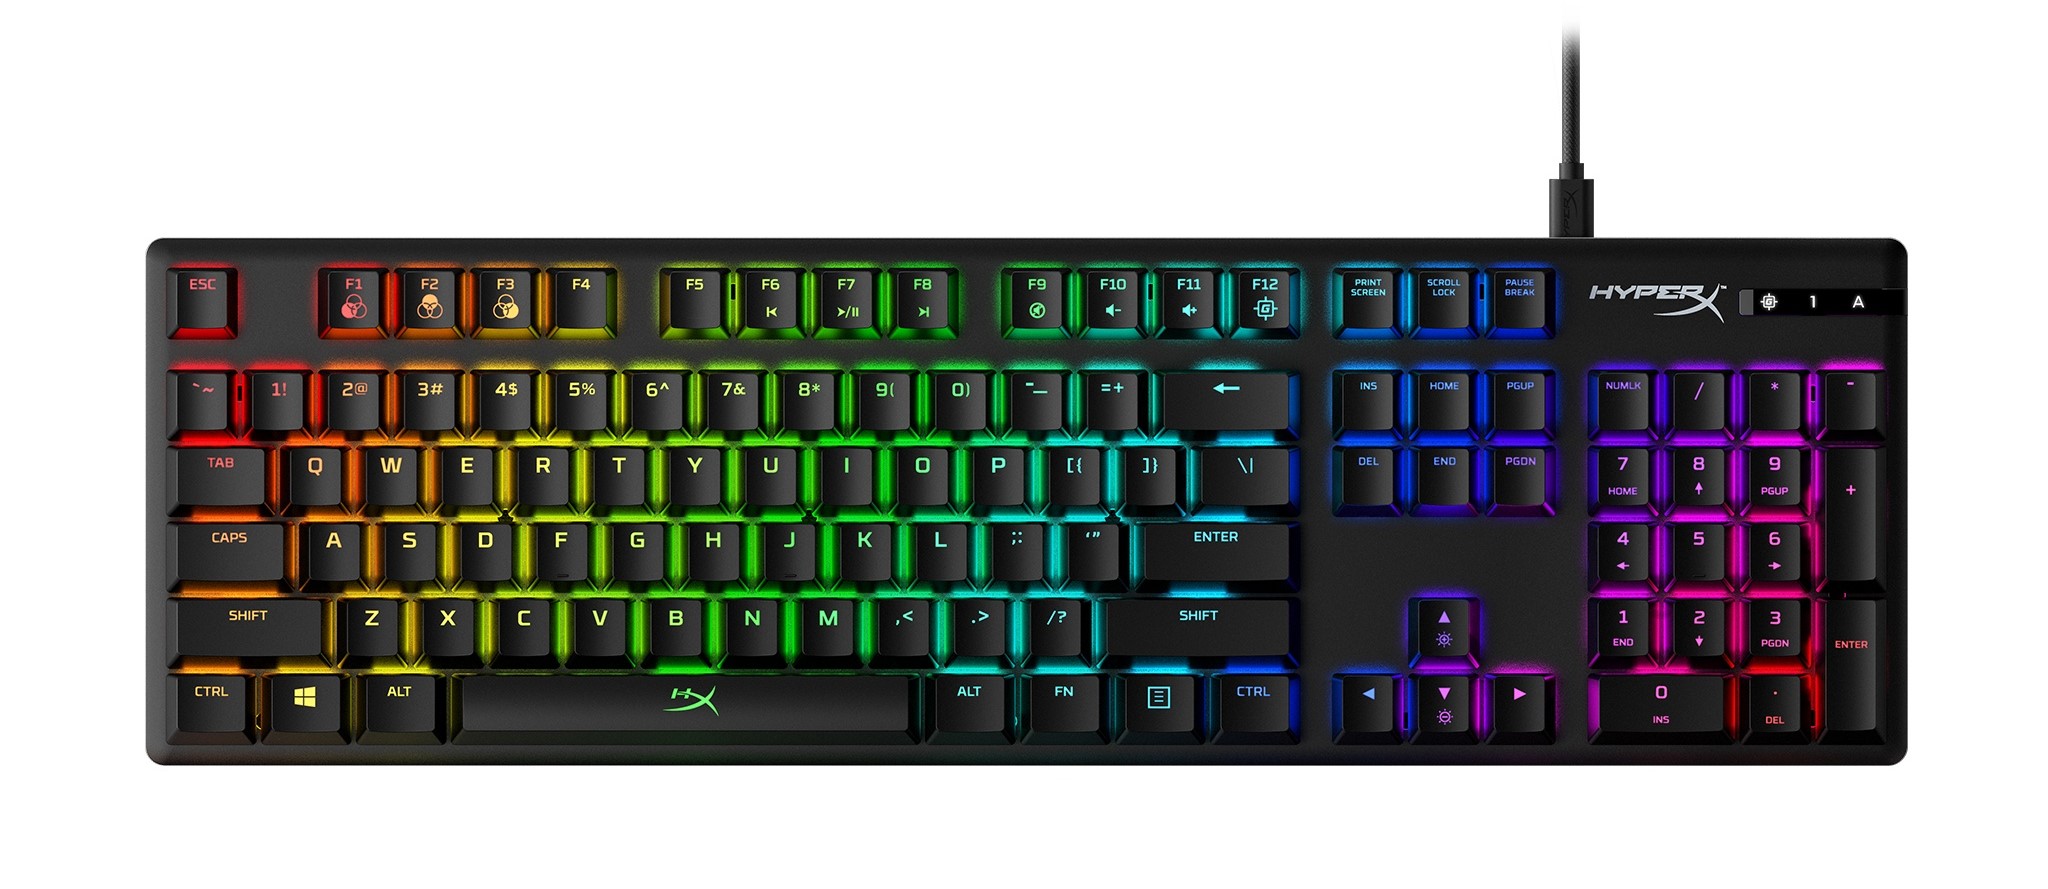 HYPERX
ESC F1 F2 F3 F4 F5 F6 F7 F8 F9 F10 F11 F12 PRINT SCREEN SCROLL LOCK PAUSE BREAK HYPERX G 1 A
`~ 1! 2@ 3# 4$ 5% 6^ 7& 8* 9( 0) -_ =+ ← INS HOME PGUP NUMLK / * -
TAB Q W E R T Y U I O P [{ ]} \| DEL END PGDN 7 HOME 8 ↑ 9 PGUP +
CAPS A S D F G H J K L ;: '" ENTER 4 ← 5 6 →
SHIFT Z X C V B N M ,< .> /? SHIFT ▲ 1 END 2 ↓ 3 PGDN ENTER
CTRL ALT HX ALT FN CTRL ◀ ▼ ▶ 0 INS . DEL